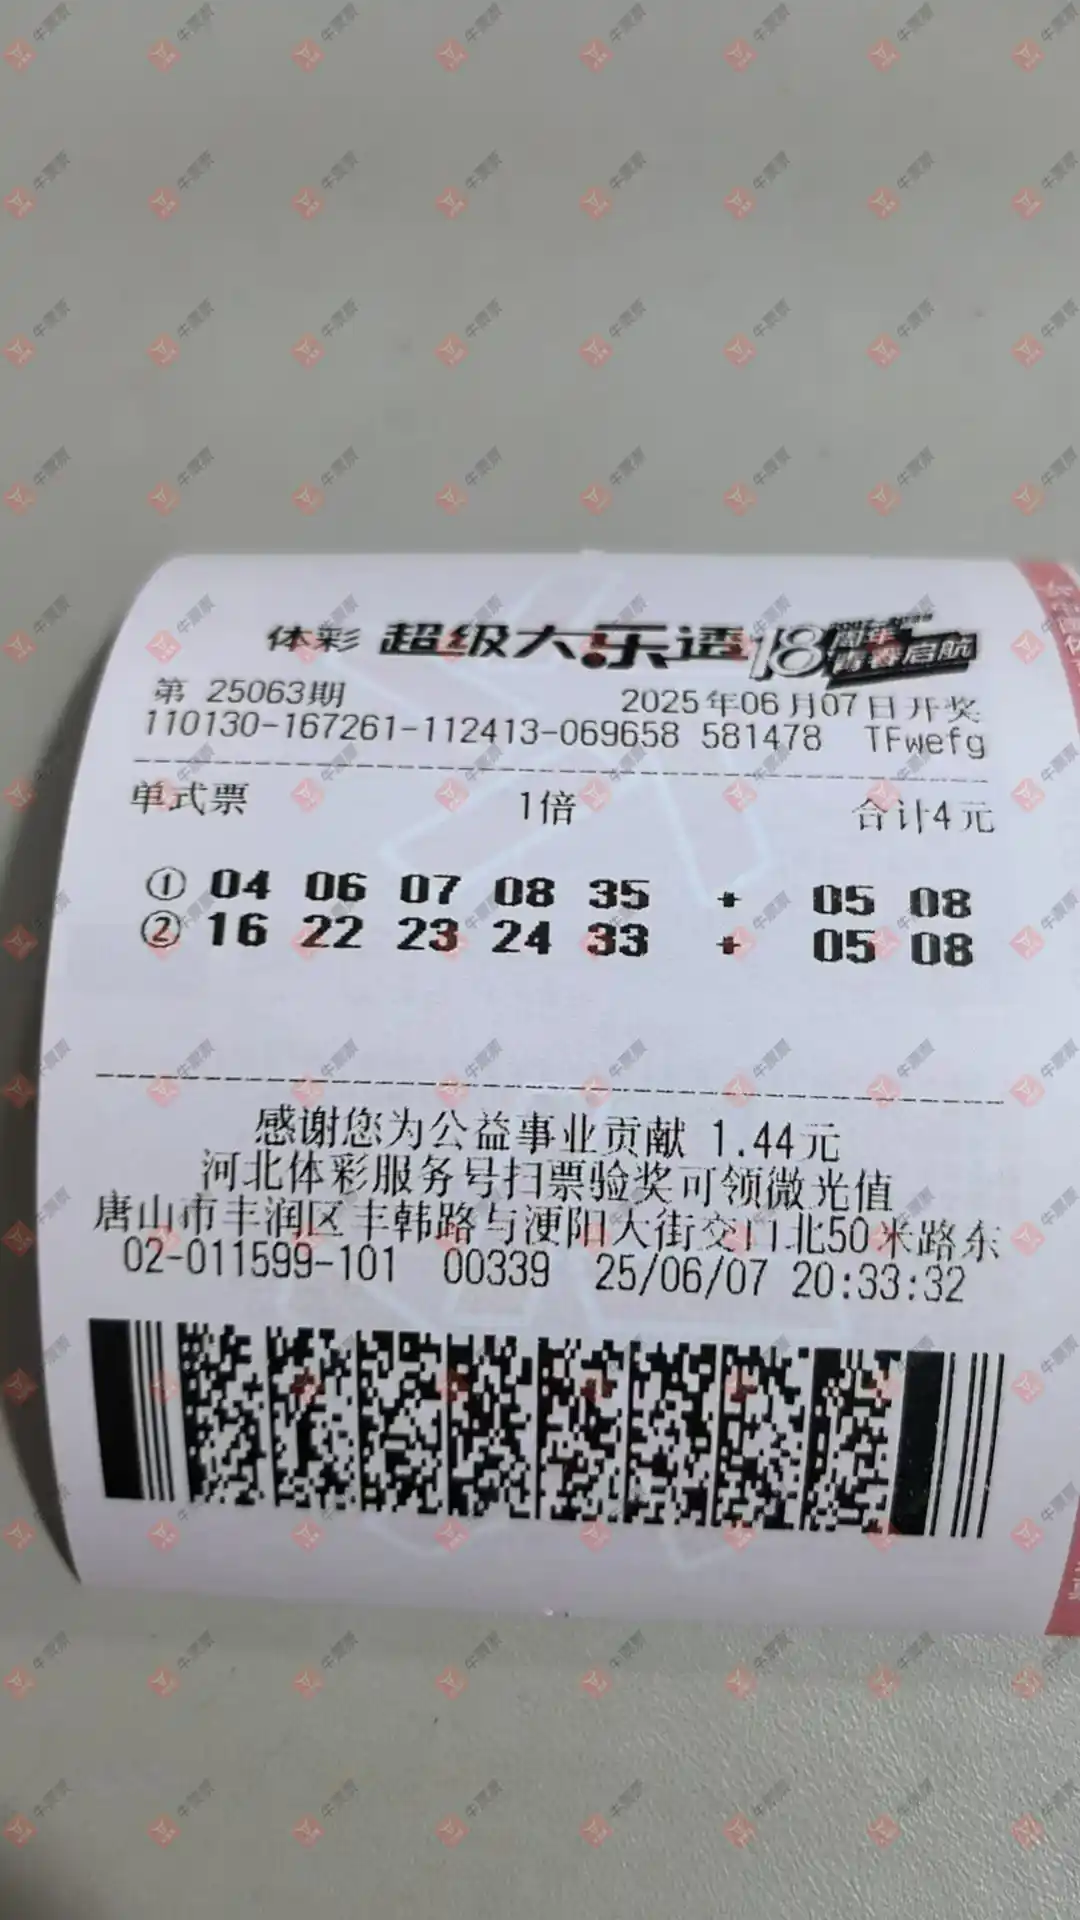 体彩 超级大乐透 18周年 青春启航
第 25063期 2025年06月07日开奖
110130-167261-112413-069658 581478 TFwefg
单式票 1倍 合计4元
① 04 06 07 08 35 + 05 08
② 16 22 23 24 33 + 05 08
感谢您为公益事业贡献 1.44元
河北体彩服务号扫票验奖可领微光值
唐山市丰润区丰韩路与浭阳大街交口北50米路东
02-011599-101 00339 25/06/07 20:33:32
牛票票